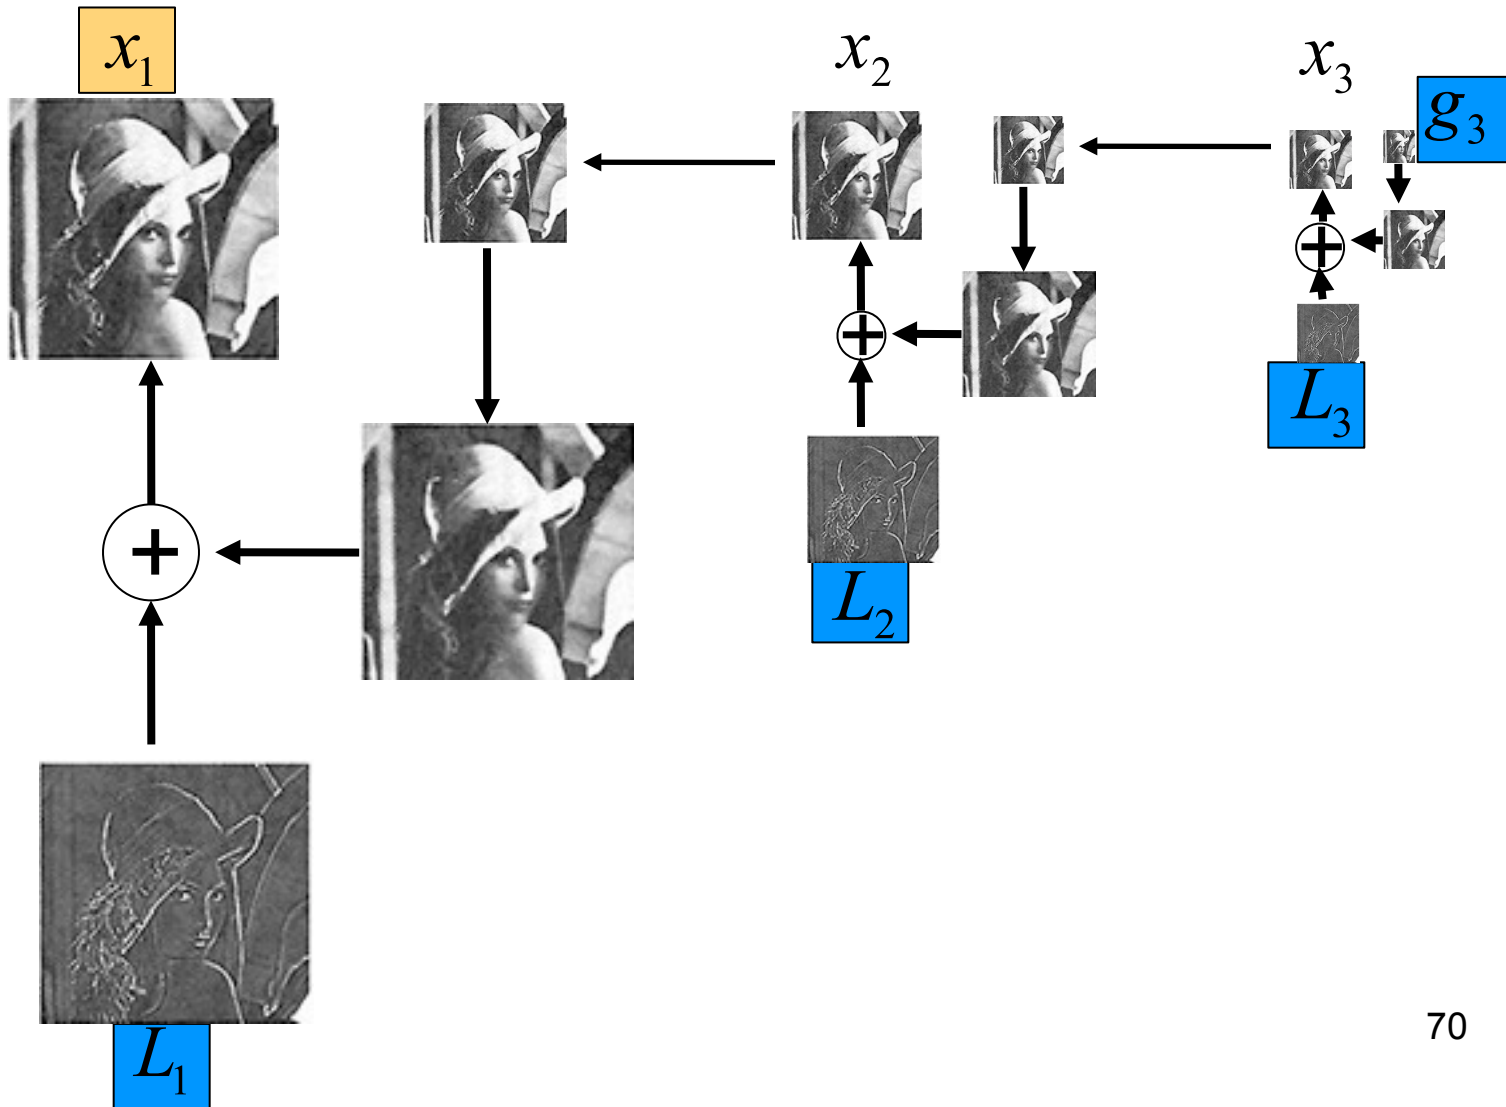 x₁
x₂
x₃
g₃
+
+
+
L₃
L₂
L₁
70